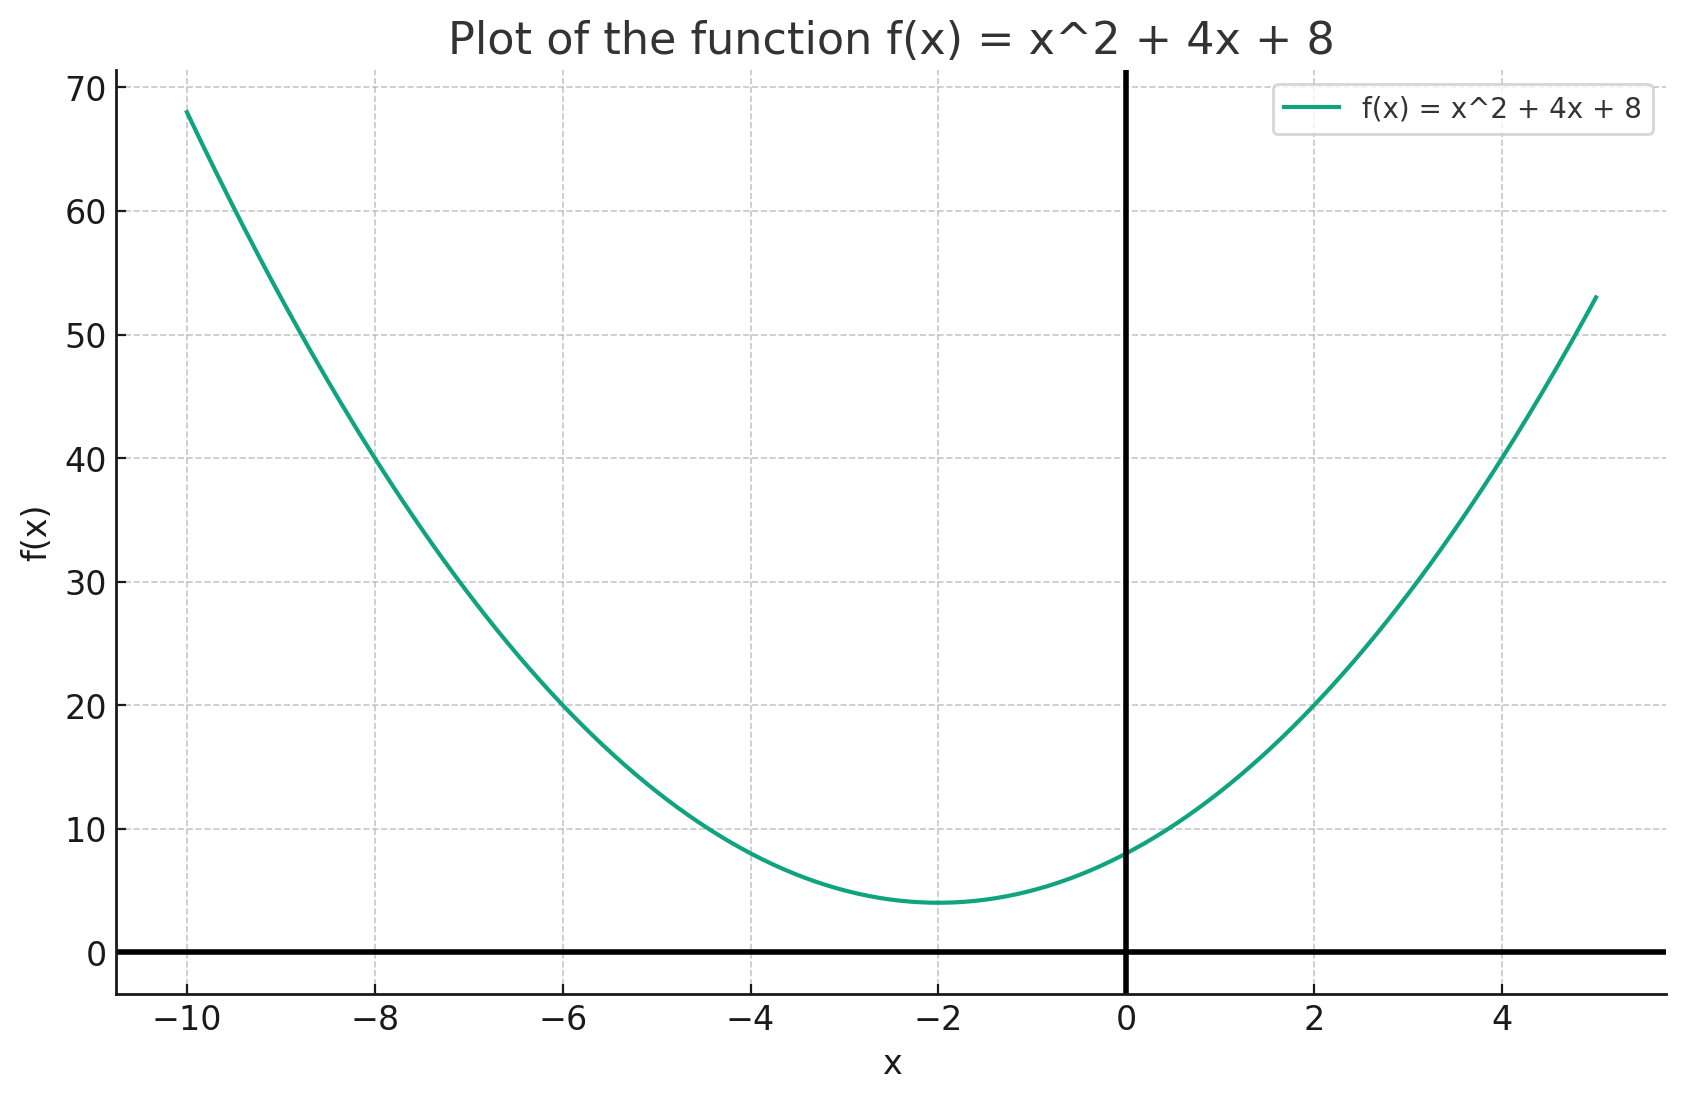 Plot of the function f(x) = x^2 + 4x + 8
f(x) = x^2 + 4x + 8
70
60
50
40
30
20
10
0
f(x)
−10 −8 −6 −4 −2 0 2 4
x